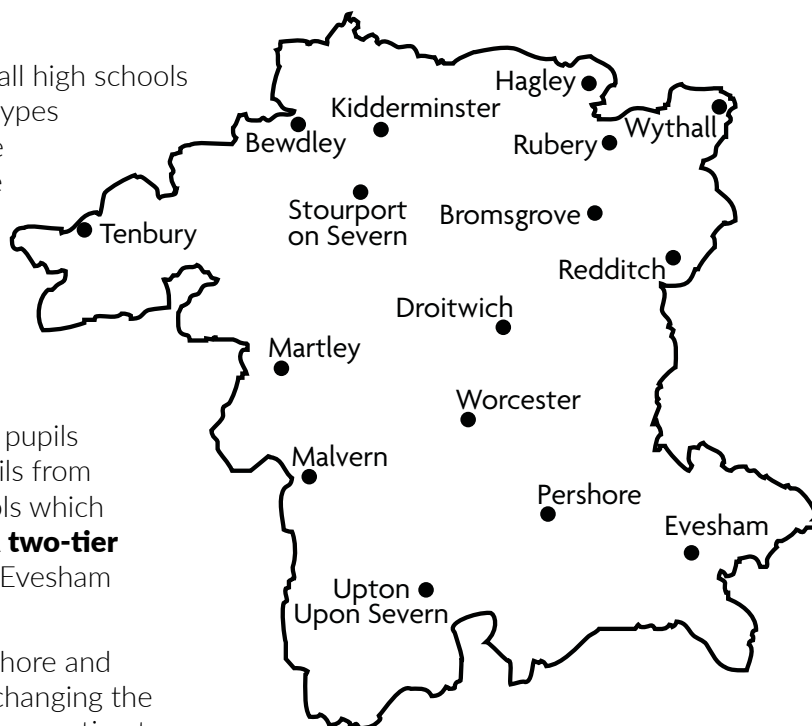 all high schools
ypes
e
e
pupils
ils from
ols which
two-tier
Evesham
hore and
changing the
Hagley
Kidderminster
Wythall
Bewdley
Rubery
Stourport
on Severn
Bromsgrove
Tenbury
Redditch
Droitwich
Martley
Worcester
Malvern
Pershore
Evesham
Upton
Upon Severn